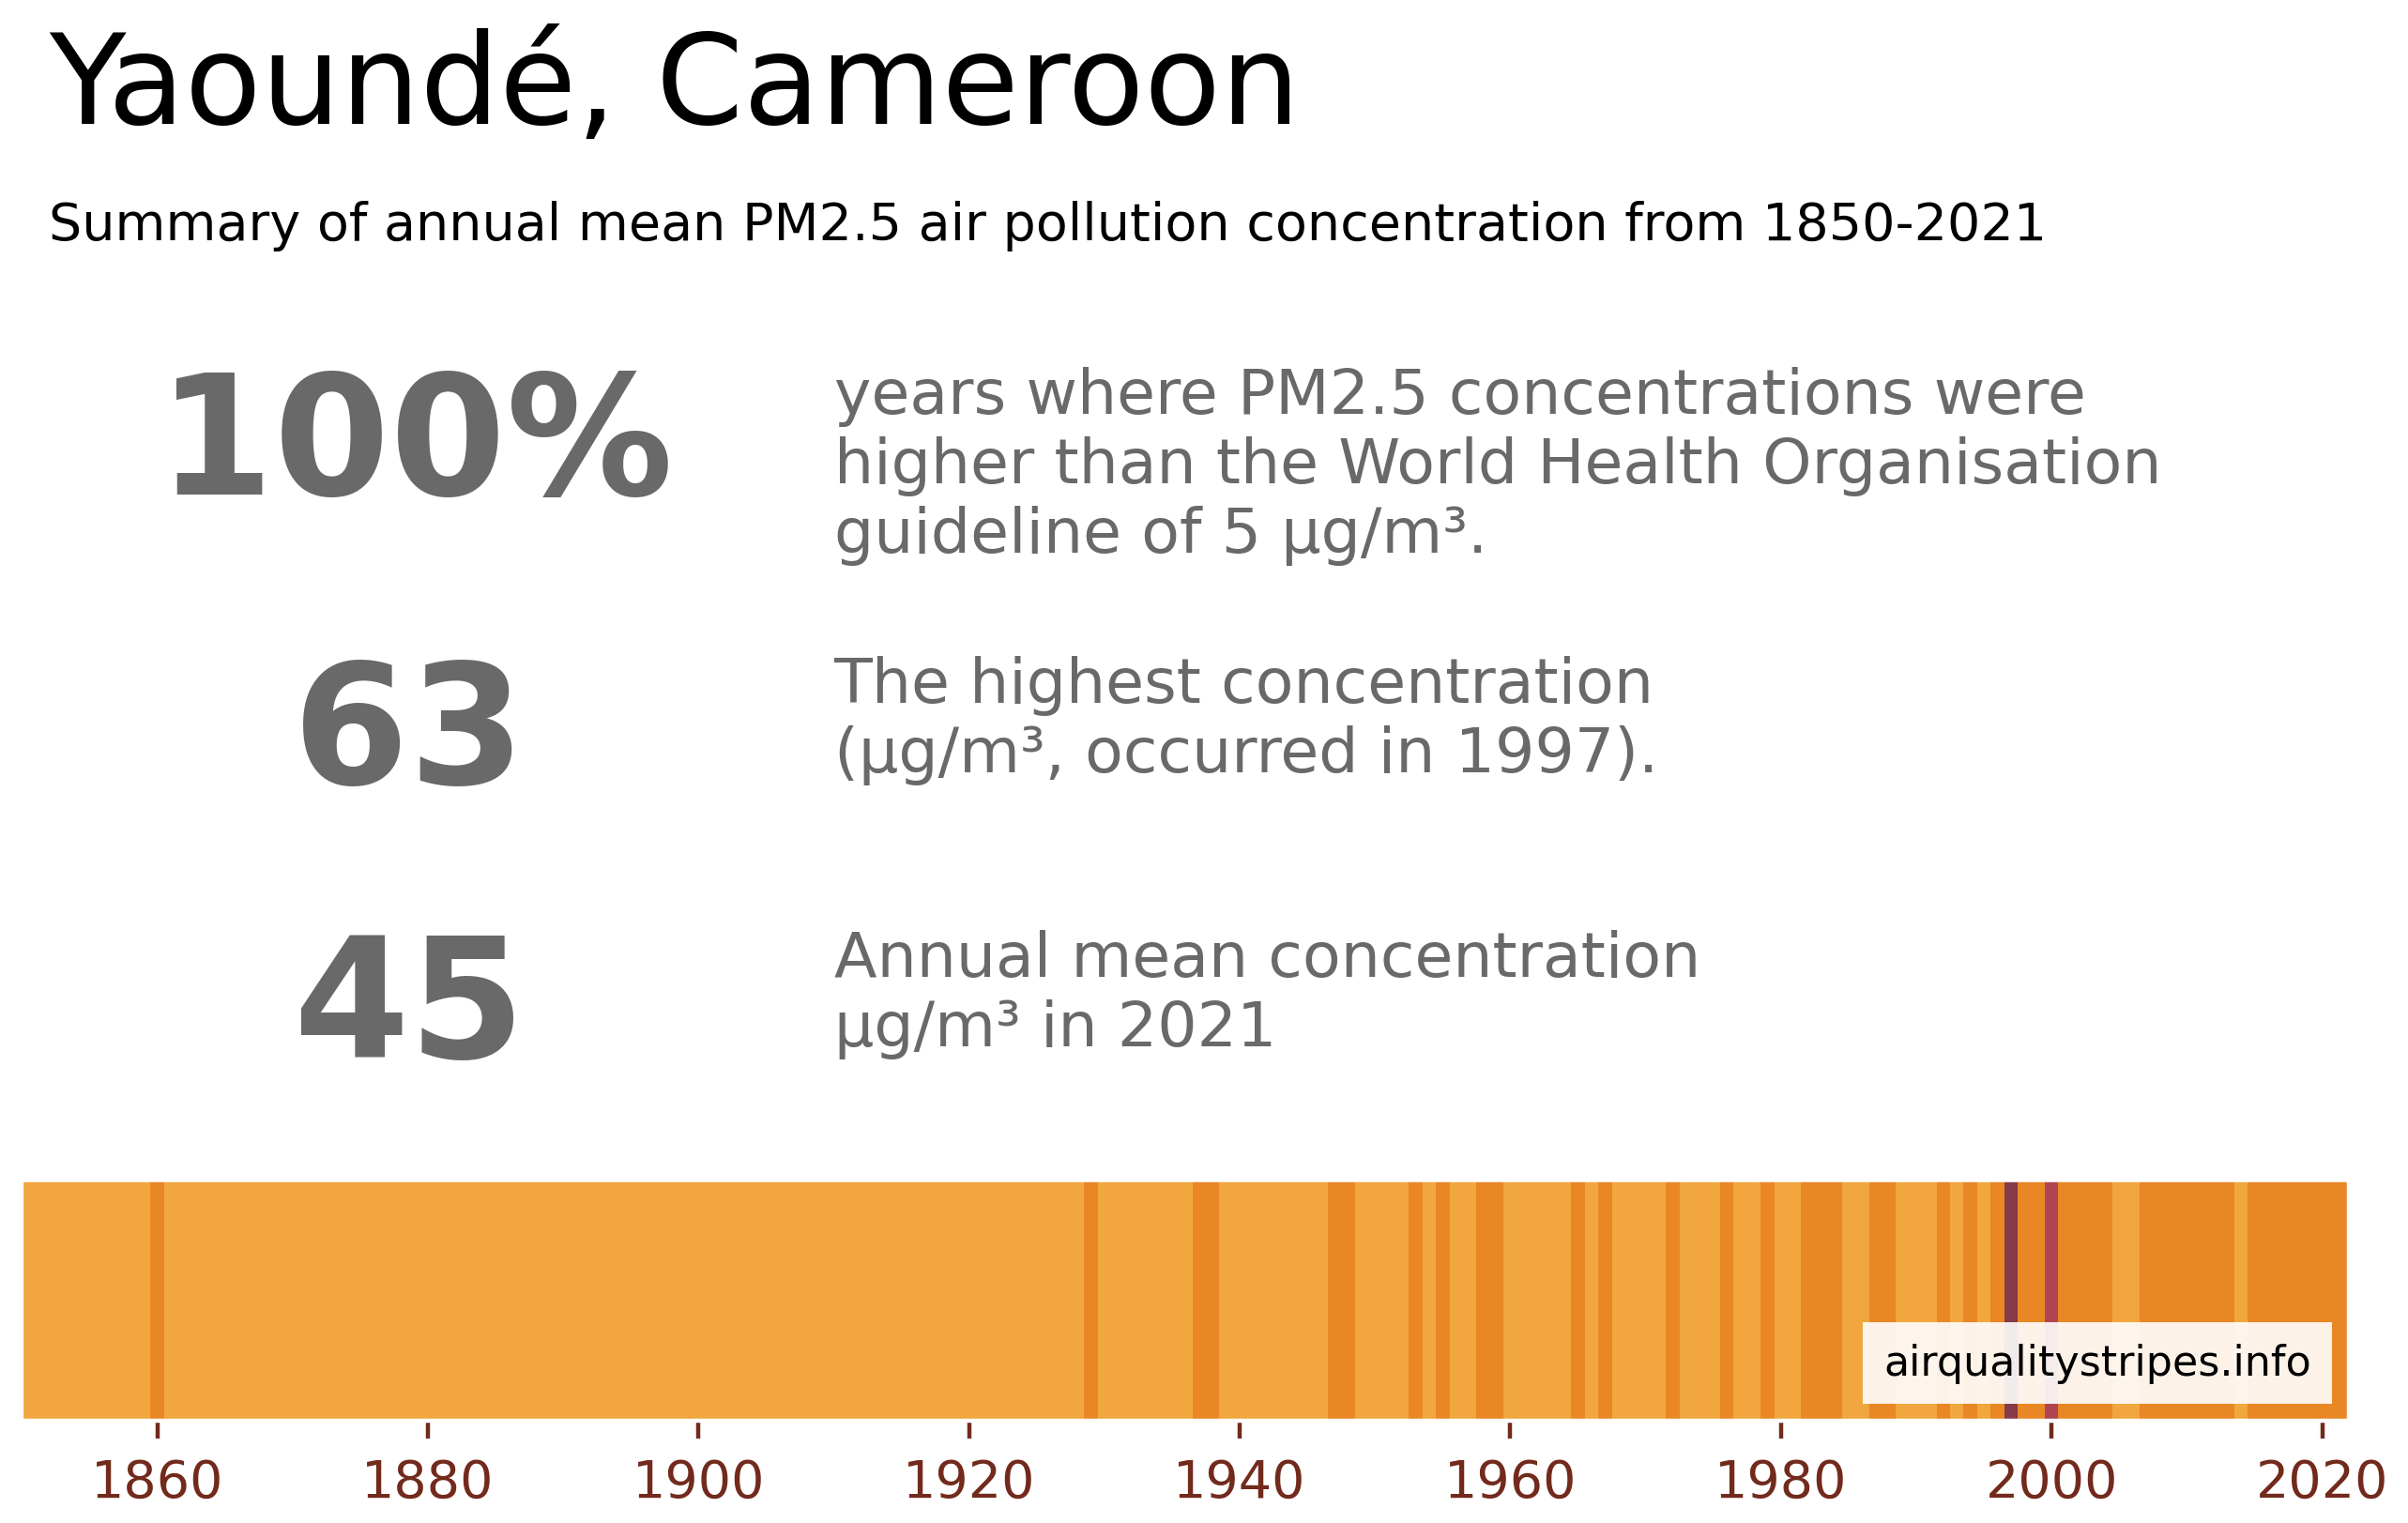 Yaoundé, Cameroon
Summary of annual mean PM2.5 air pollution concentration from 1850-2021
100%
years where PM2.5 concentrations were
higher than the World Health Organisation
guideline of 5 µg/m³.
63
The highest concentration
(µg/m³, occurred in 1997).
45
Annual mean concentration
µg/m³ in 2021
airqualitystripes.info
1860 1880 1900 1920 1940 1960 1980 2000 2020